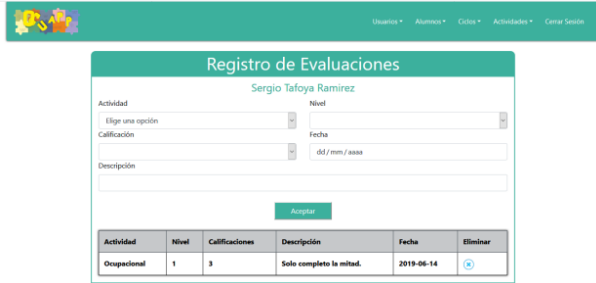 Usuarios Alumnos Ciclos Actividades Cerrar Sesión
Registro de Evaluaciones
Sergio Tafoya Ramirez
Actividad Nivel
Elige una opción
Calificación Fecha
dd/mm/aaaa
Descripción
Aceptar
Actividad Nivel Calificaciones Descripción Fecha Eliminar
Ocupacional 1 3 Solo completo la mitad. 2019-06-14